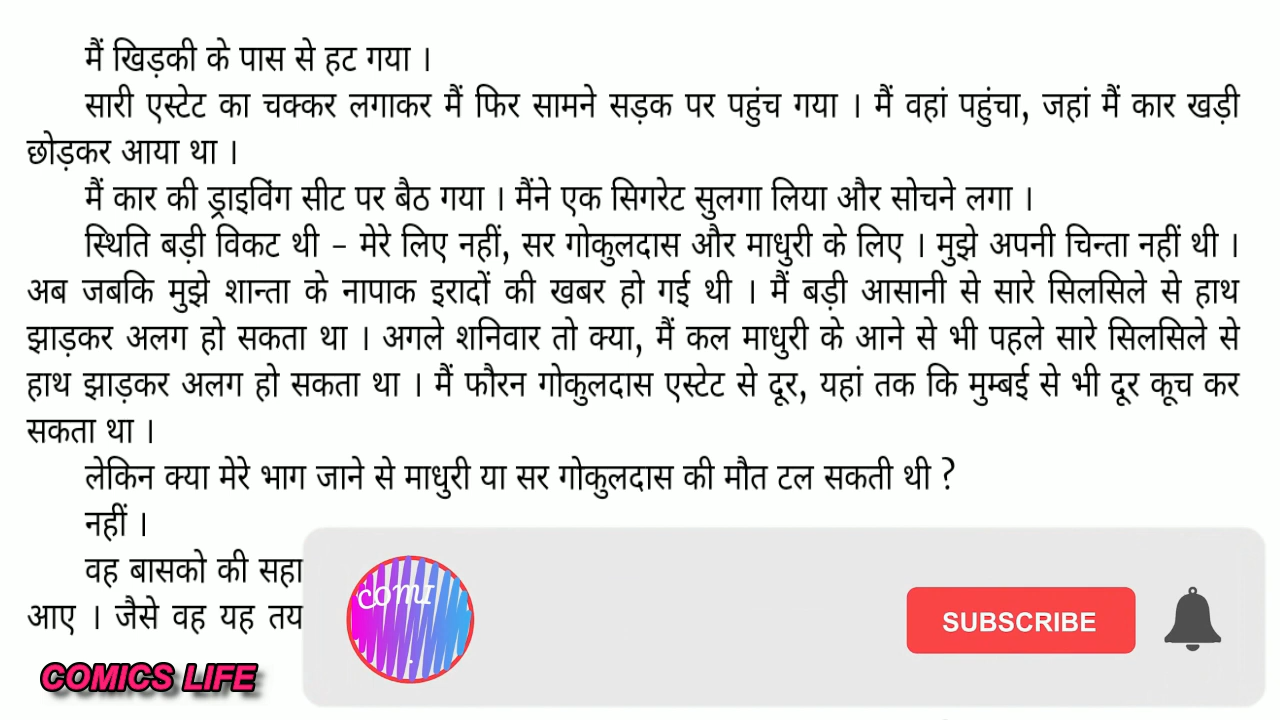 मैं खिड़की के पास से हट गया ।
सारी एस्टेट का चक्कर लगाकर मैं फिर सामने सड़क पर पहुंच गया । मैं वहां पहुंचा, जहां मैं कार खड़ी
छोड़कर आया था ।
मैं कार की ड्राइविंग सीट पर बैठ गया । मैंने एक सिगरेट सुलगा लिया और सोचने लगा ।
स्थिति बड़ी विकट थी - मेरे लिए नहीं, सर गोकुलदास और माधुरी के लिए । मुझे अपनी चिन्ता नहीं थी ।
अब जबकि मुझे शान्ता के नापाक इरादों की खबर हो गई थी । मैं बड़ी आसानी से सारे सिलसिले से हाथ
झाड़कर अलग हो सकता था । अगले शनिवार तो क्या, मैं कल माधुरी के आने से भी पहले सारे सिलसिले से
हाथ झाड़कर अलग हो सकता था । मैं फौरन गोकुलदास एस्टेट से दूर, यहां तक कि मुम्बई से भी दूर कूच कर
सकता था ।
लेकिन क्या मेरे भाग जाने से माधुरी या सर गोकुलदास की मौत टल सकती थी ?
नहीं ।
वह बासको की सहा
आए । जैसे वह यह तय
comi
SUBSCRIBE
COMICS LIFE